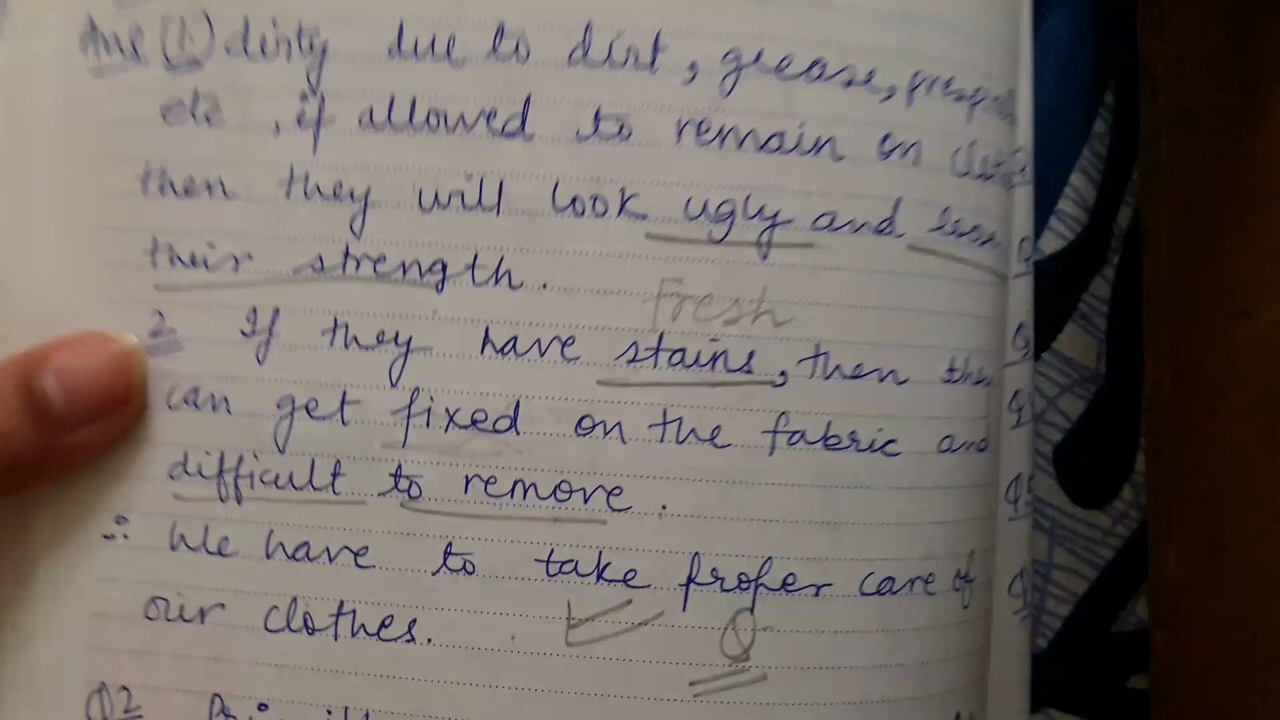 Ans (1.) dirty due to dirt, grease,
etc, if allowed to remain on
then they will look ugly and
their strength.
Fresh
2 If they have stains, then
can get fixed on the fabric and
difficult to remove.
∴ We have to take proper care of
our clothes.
Q2